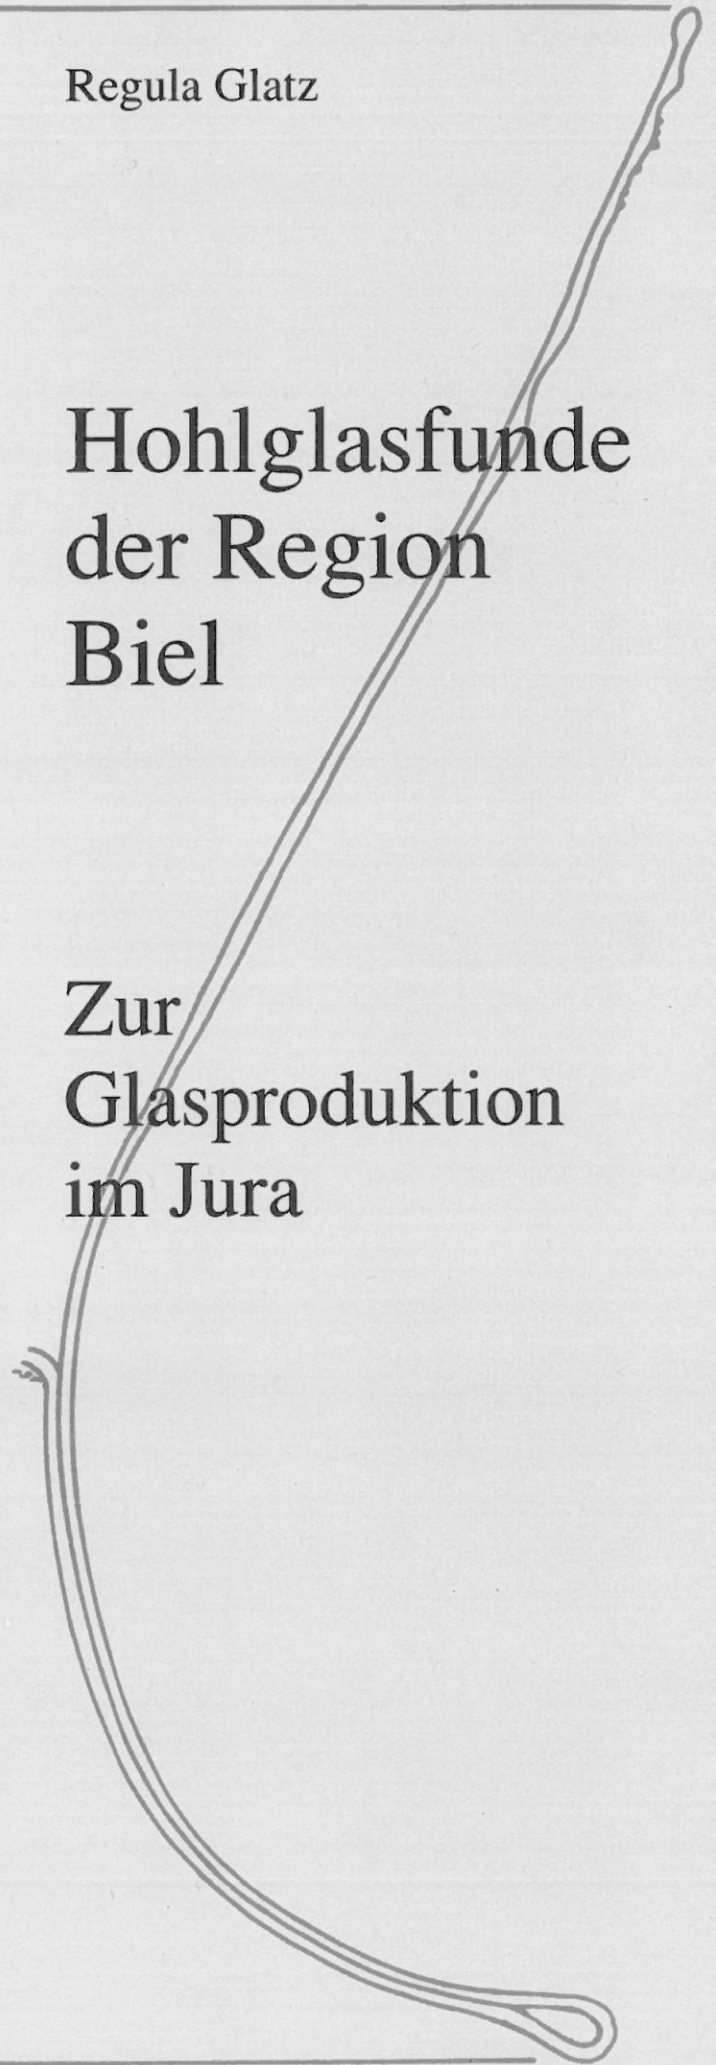 Regula Glatz
Hohlglasfunde
der Region
Biel
Zur
Glasproduktion
im Jura